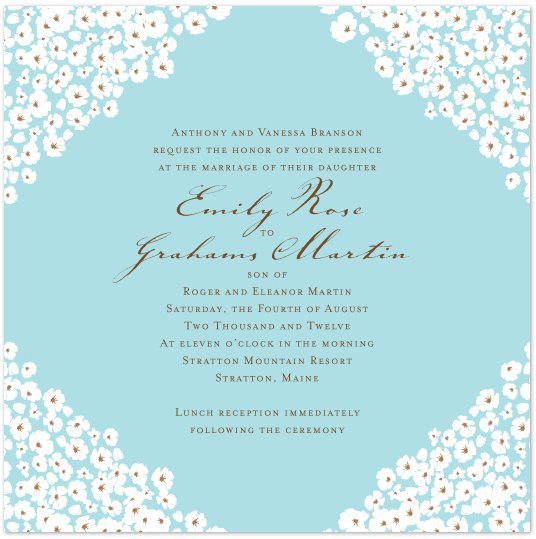 Anthony and Vanessa Branson
request the honor of your presence
at the marriage of their daughter
Emily Rose
to
Grahams Martin
son of
Roger and Eleanor Martin
Saturday, the Fourth of August
Two Thousand and Twelve
At eleven o'clock in the morning
Stratton Mountain Resort
Stratton, Maine
Lunch reception immediately
following the ceremony